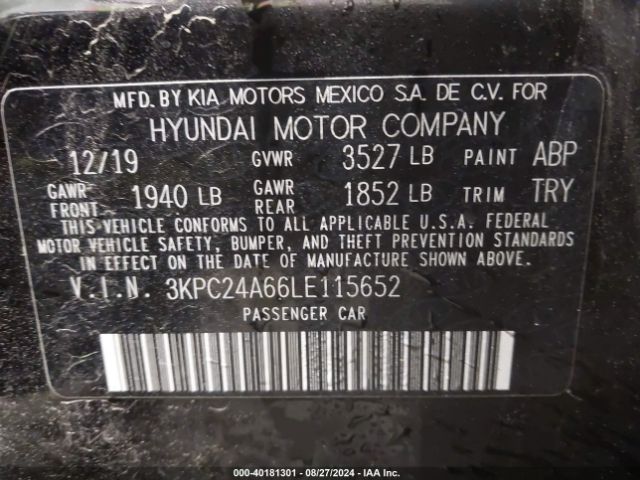 MFD. BY KIA MOTORS MEXICO S.A. DE C.V. FOR
HYUNDAI MOTOR COMPANY
12/19 GVWR 3527 LB PAINT ABP
GAWR FRONT 1940 LB GAWR REAR 1852 LB TRIM TRY
THIS VEHICLE CONFORMS TO ALL APPLICABLE U.S.A. FEDERAL
MOTOR VEHICLE SAFETY, BUMPER, AND THEFT PREVENTION STANDARDS
IN EFFECT ON THE DATE OF MANUFACTURE SHOWN ABOVE.
V.I.N. 3KPC24A66LE115652
PASSENGER CAR
000-40181301 - 08/27/2024 - IAA Inc.